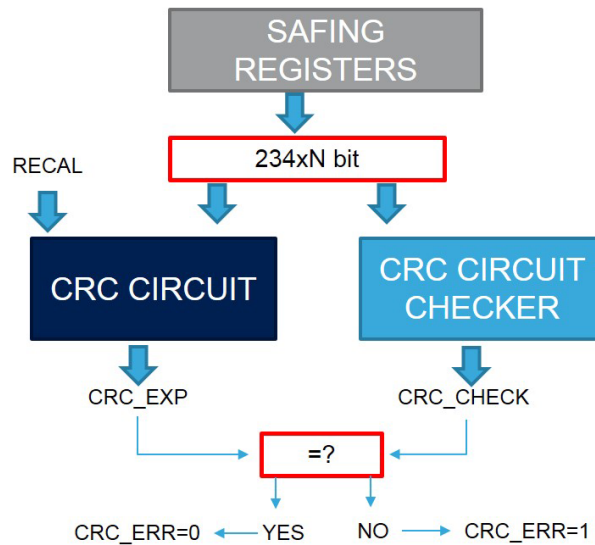 SAFING
REGISTERS
234xN bit
RECAL
CRC CIRCUIT
CRC CIRCUIT
CHECKER
CRC_EXP
CRC_CHECK
=?
CRC_ERR=0
YES
NO
CRC_ERR=1